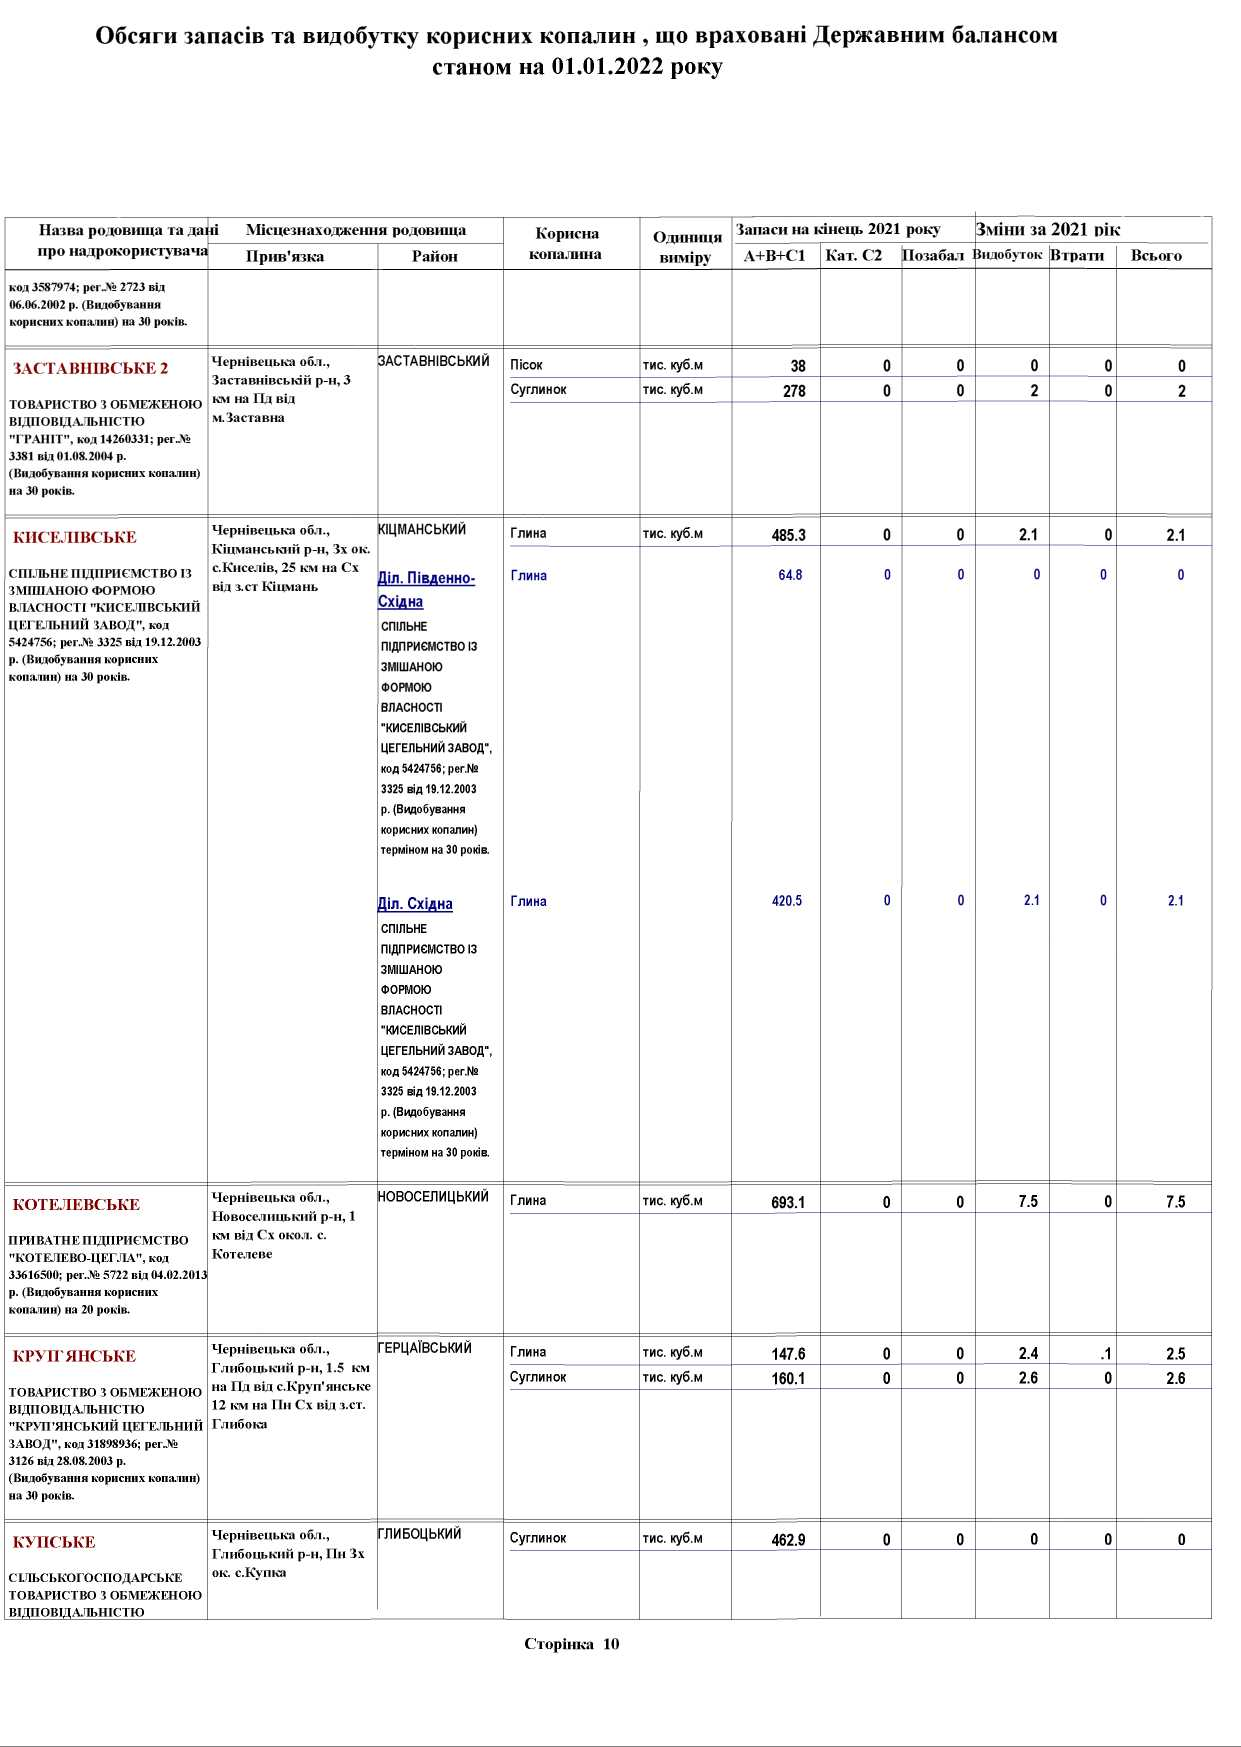 Обсяги запасів та видобутку корисних копалин , що враховані Державним балансом
станом на 01.01.2022 року
Назва родовища та дані
про надрокористувача
Місцезнаходження родовища
Прив'язка
Район
Корисна
копалина
Одиниця
виміру
Запаси на кінець 2021 року
A+B+C1 Кат. C2 Позабал
Зміни за 2021 рік
Видобуток Втрати Всього
код 3587974; рег.№ 2723 від
06.06.2002 р. (Видобування
корисних копалин) на 30 років.
ЗАСТАВНІВСЬКЕ 2
ТОВАРИСТВО З ОБМЕЖЕНОЮ
ВІДПОВІДАЛЬНІСТЮ
"ГРАНІТ", код 14260331; рег.№
3381 від 01.08.2004 р.
(Видобування корисних копалин)
на 30 років.
Чернівецька обл.,
Заставнівській р-н, 3
км на Пд від
м.Заставна
ЗАСТАВНІВСЬКИЙ
Пісок тис. куб.м 38 0 0 0 0 0
Суглинок тис. куб.м 278 0 0 2 0 2
КИСЕЛІВСЬКЕ
СПІЛЬНЕ ПІДПРИЄМСТВО ІЗ
ЗМІШАНОЮ ФОРМОЮ
ВЛАСНОСТІ "КИСЕЛІВСЬКИЙ
ЦЕГЕЛЬНИЙ ЗАВОД", код
5424756; рег.№ 3325 від 19.12.2003
р. (Видобування корисних
копалин) на 30 років.
Чернівецька обл.,
Кіцманський р-н, Зх ок.
с.Киселів, 25 км на Сх
від з.ст Кіцмань
КІЦМАНСЬКИЙ
Глина тис. куб.м 485.3 0 0 2.1 0 2.1
Діл. Південно-
Східна
Глина 64.8 0 0 0 0 0
СПІЛЬНЕ
ПІДПРИЄМСТВО ІЗ
ЗМІШАНОЮ
ФОРМОЮ
ВЛАСНОСТІ
"КИСЕЛІВСЬКИЙ
ЦЕГЕЛЬНИЙ ЗАВОД",
код 5424756; рег.№
3325 від 19.12.2003
р. (Видобування
корисних копалин)
терміном на 30 років.
Діл. Східна
Глина 420.5 0 0 2.1 0 2.1
СПІЛЬНЕ
ПІДПРИЄМСТВО ІЗ
ЗМІШАНОЮ
ФОРМОЮ
ВЛАСНОСТІ
"КИСЕЛІВСЬКИЙ
ЦЕГЕЛЬНИЙ ЗАВОД",
код 5424756; рег.№
3325 від 19.12.2003
р. (Видобування
корисних копалин)
терміном на 30 років.
КОТЕЛЕВСЬКЕ
ПРИВАТНЕ ПІДПРИЄМСТВО
"КОТЕЛЕВО-ЦЕГЛА", код
33616500; рег.№ 5722 від 04.02.2013
р. (Видобування корисних
копалин) на 20 років.
Чернівецька обл.,
Новоселицький р-н, 1
км від Сх окол. с.
Котелеве
НОВОСЕЛИЦЬКИЙ
Глина тис. куб.м 693.1 0 0 7.5 0 7.5
КРУП`ЯНСЬКЕ
ТОВАРИСТВО З ОБМЕЖЕНОЮ
ВІДПОВІДАЛЬНІСТЮ
"КРУП'ЯНСЬКИЙ ЦЕГЕЛЬНИЙ
ЗАВОД", код 31898936; рег.№
3126 від 28.08.2003 р.
(Видобування корисних копалин)
на 30 років.
Чернівецька обл.,
Глибоцький р-н, 1.5 км
на Пд від с.Круп'янське
12 км на Пн Сх від з.ст.
Глибока
ГЕРЦАЇВСЬКИЙ
Глина тис. куб.м 147.6 0 0 2.4 .1 2.5
Суглинок тис. куб.м 160.1 0 0 2.6 0 2.6
КУПСЬКЕ
СІЛЬСЬКОГОСПОДАРСЬКЕ
ТОВАРИСТВО З ОБМЕЖЕНОЮ
ВІДПОВІДАЛЬНІСТЮ
Чернівецька обл.,
Глибоцький р-н, Пн Зх
ок. с.Купка
ГЛИБОЦЬКИЙ
Суглинок тис. куб.м 462.9 0 0 0 0 0
Сторінка 10